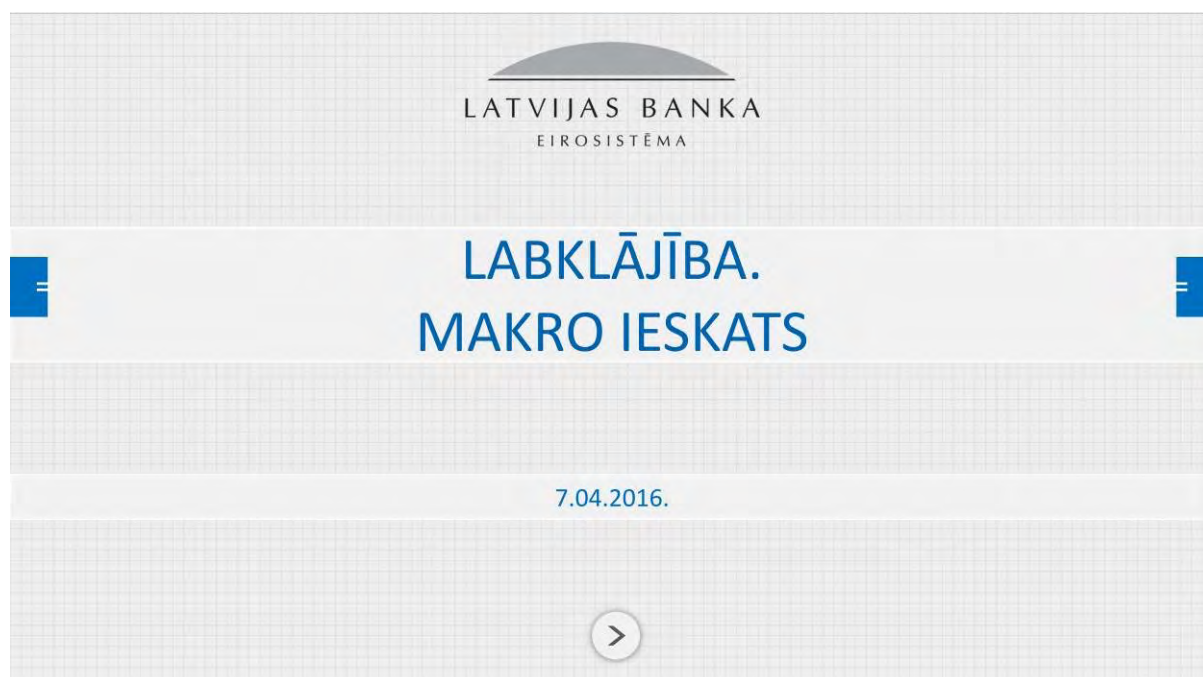 LATVIJAS BANKA
EIROSISTĒMA
LABKLĀJĪBA.
MAKRO IESKATS
7.04.2016.